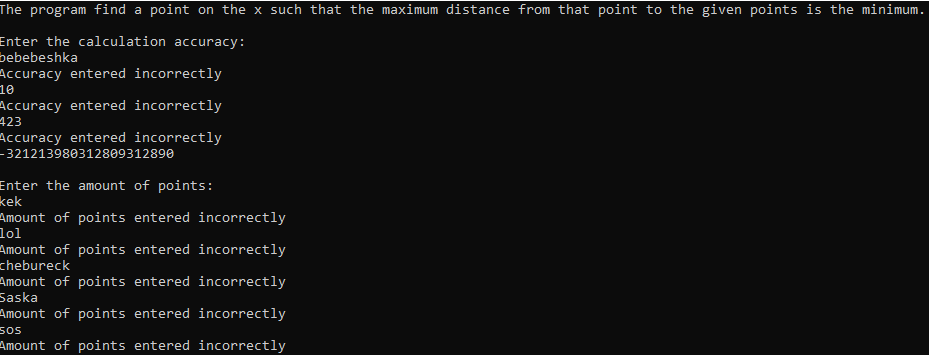 The program find a point on the x such that the maximum distance from that point to the given points is the minimum.
Enter the calculation accuracy:
bebebeshka
Accuracy entered incorrectly
10
Accuracy entered incorrectly
423
Accuracy entered incorrectly
-321213980312809312890
Enter the amount of points:
kek
Amount of points entered incorrectly
lol
Amount of points entered incorrectly
chebureck
Amount of points entered incorrectly
Saska
Amount of points entered incorrectly
sos
Amount of points entered incorrectly